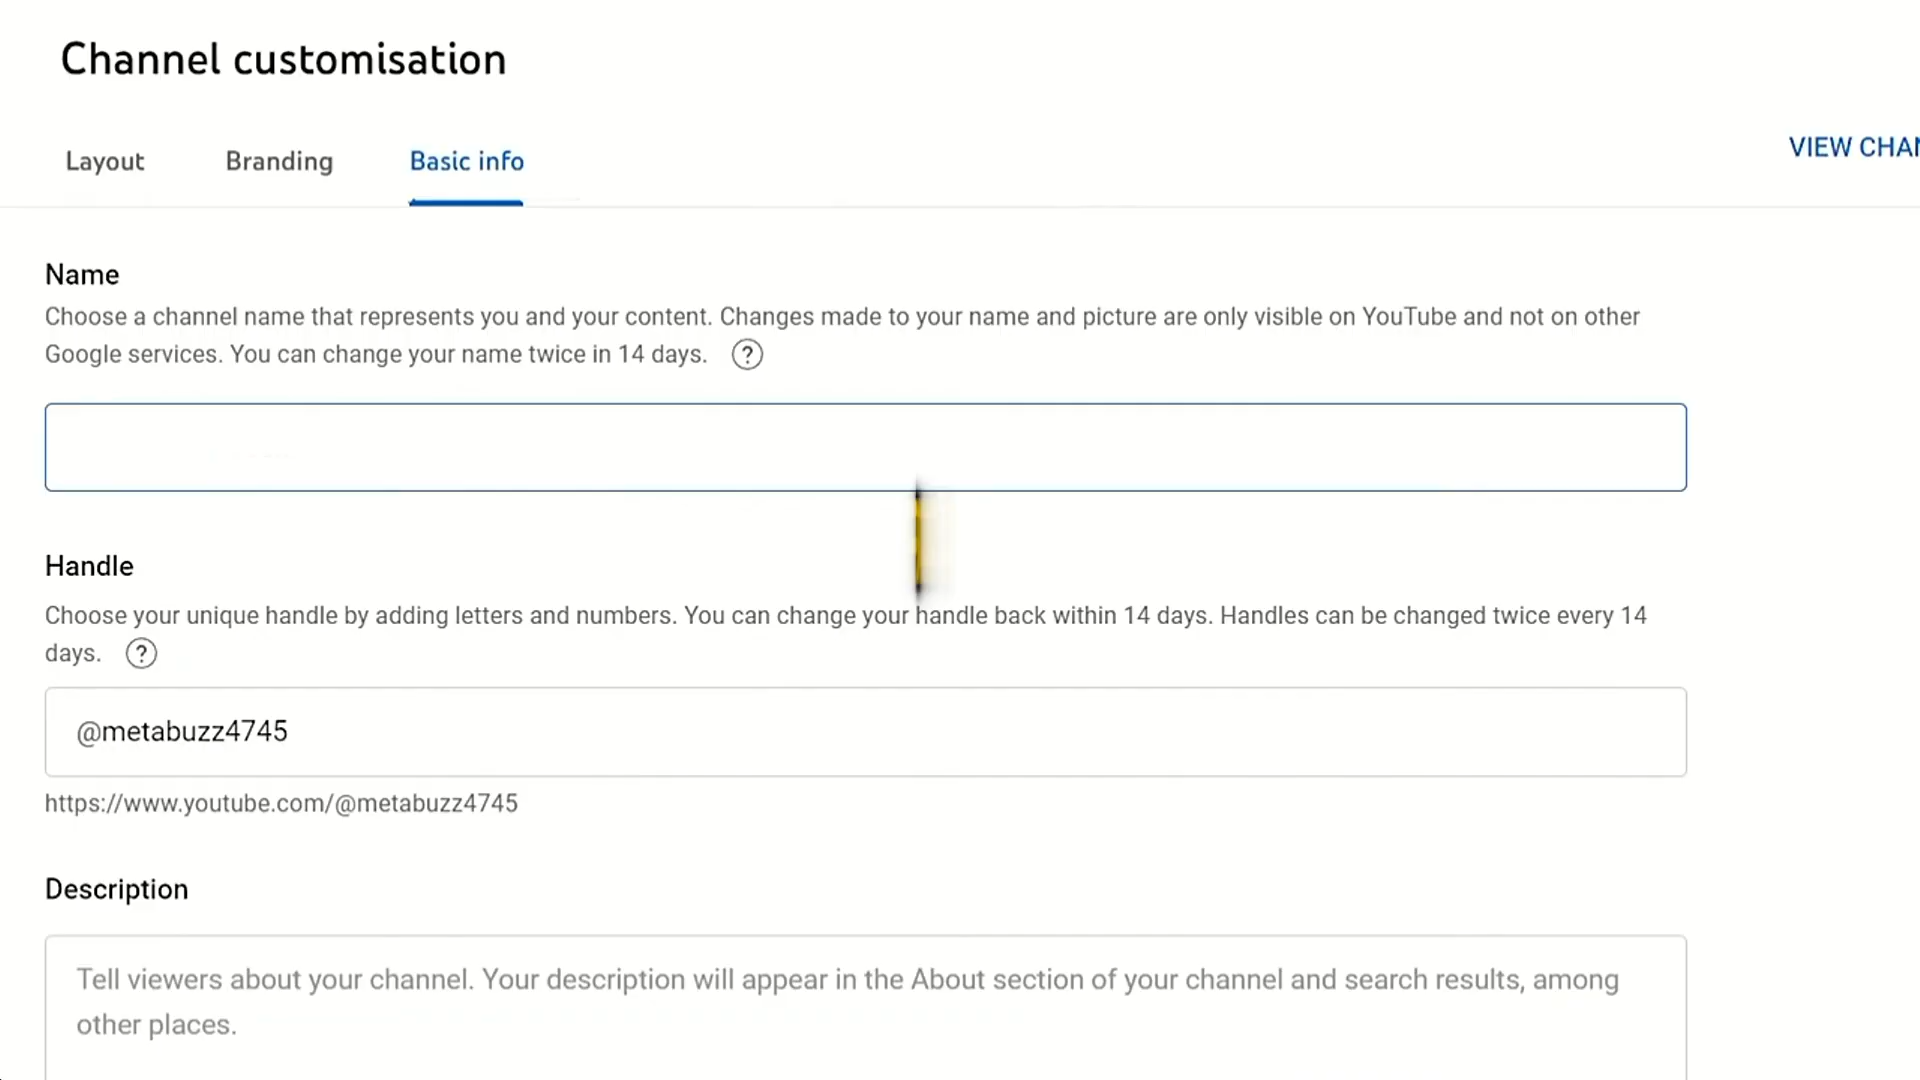 Channel customisation
Layout Branding Basic info VIEW CHAN
Name
Choose a channel name that represents you and your content. Changes made to your name and picture are only visible on YouTube and not on other
Google services. You can change your name twice in 14 days. ?
Handle
Choose your unique handle by adding letters and numbers. You can change your handle back within 14 days. Handles can be changed twice every 14
days. ?
@metabuzz4745
https://www.youtube.com/@metabuzz4745
Description
Tell viewers about your channel. Your description will appear in the About section of your channel and search results, among
other places.